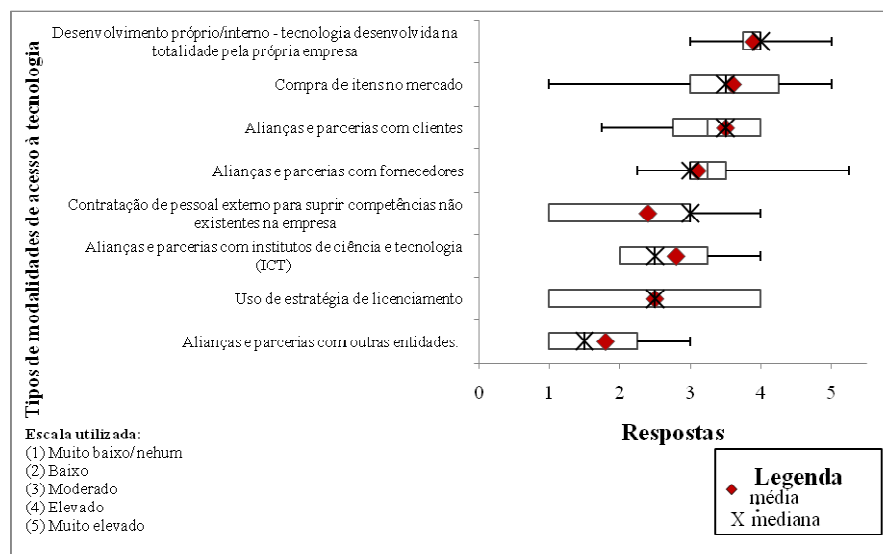 Tipos de modalidades de acesso à tecnologia
Desenvolvimento próprio/interno - tecnologia desenvolvida na
totalidade pela própria empresa
Compra de itens no mercado
Alianças e parcerias com clientes
Alianças e parcerias com fornecedores
Contratação de pessoal externo para suprir competências não
existentes na empresa
Alianças e parcerias com institutos de ciência e tecnologia
(ICT)
Uso de estratégia de licenciamento
Alianças e parcerias com outras entidades.
0 1 2 3 4 5
Respostas
Escala utilizada:
(1) Muito baixo/nehum
(2) Baixo
(3) Moderado
(4) Elevado
(5) Muito elevado
Legenda
média
X mediana